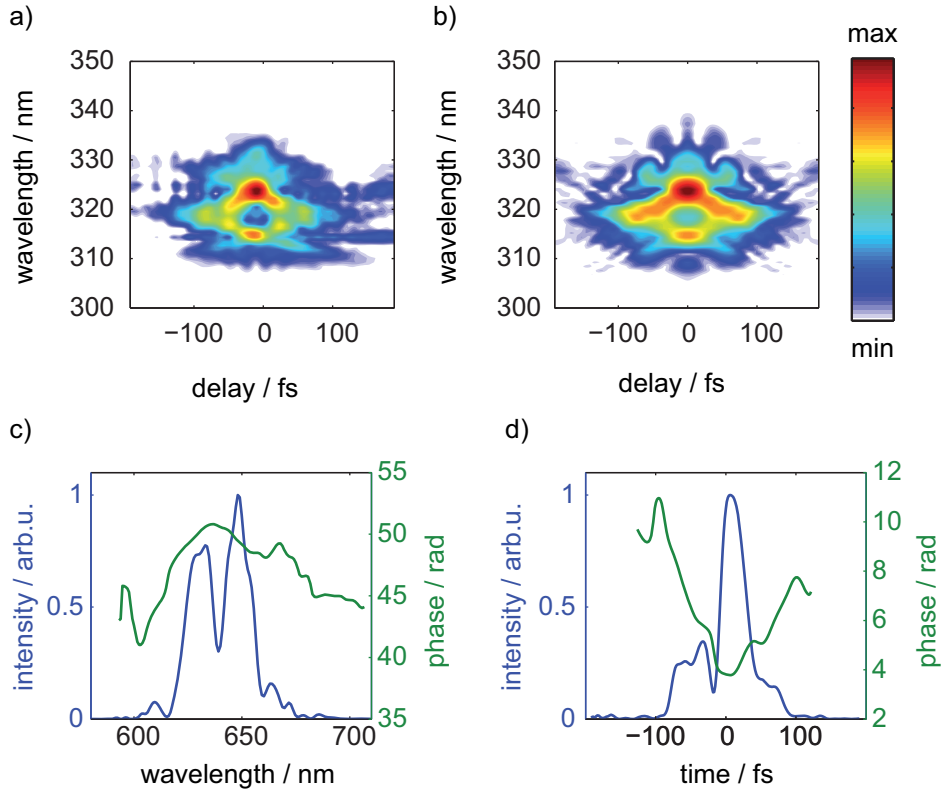 a)
b)
max
350
340
330
320
310
300
wavelength / nm
−100
0
100
delay / fs
350
340
330
320
310
300
wavelength / nm
−100
0
100
delay / fs
min
c)
d)
1
0.5
0
intensity / arb.u.
55
50
45
40
35
phase / rad
600
650
700
wavelength / nm
1
0.5
0
intensity / arb.u.
12
10
8
6
4
2
phase / rad
−100
0
100
time / fs